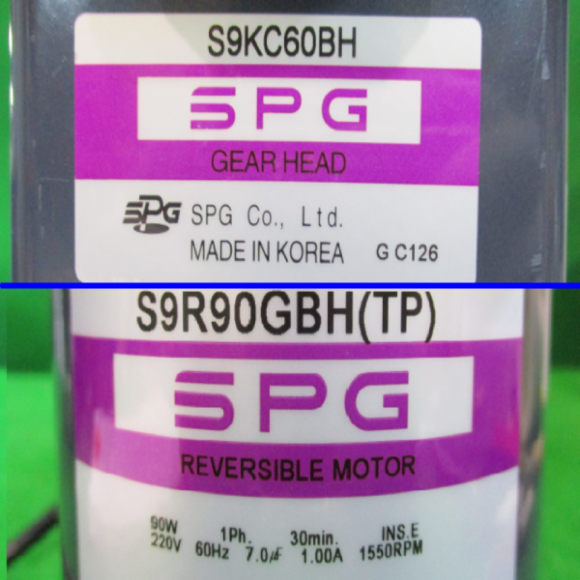 S9KC60BH
SPG
GEAR HEAD
SPG SPG Co., Ltd.
MADE IN KOREA G C126
S9R90GBH(TP)
SPG
REVERSIBLE MOTOR
90W 1Ph. 30min. INS.E
220V 60Hz 7.0㎌ 1.00A 1550RPM